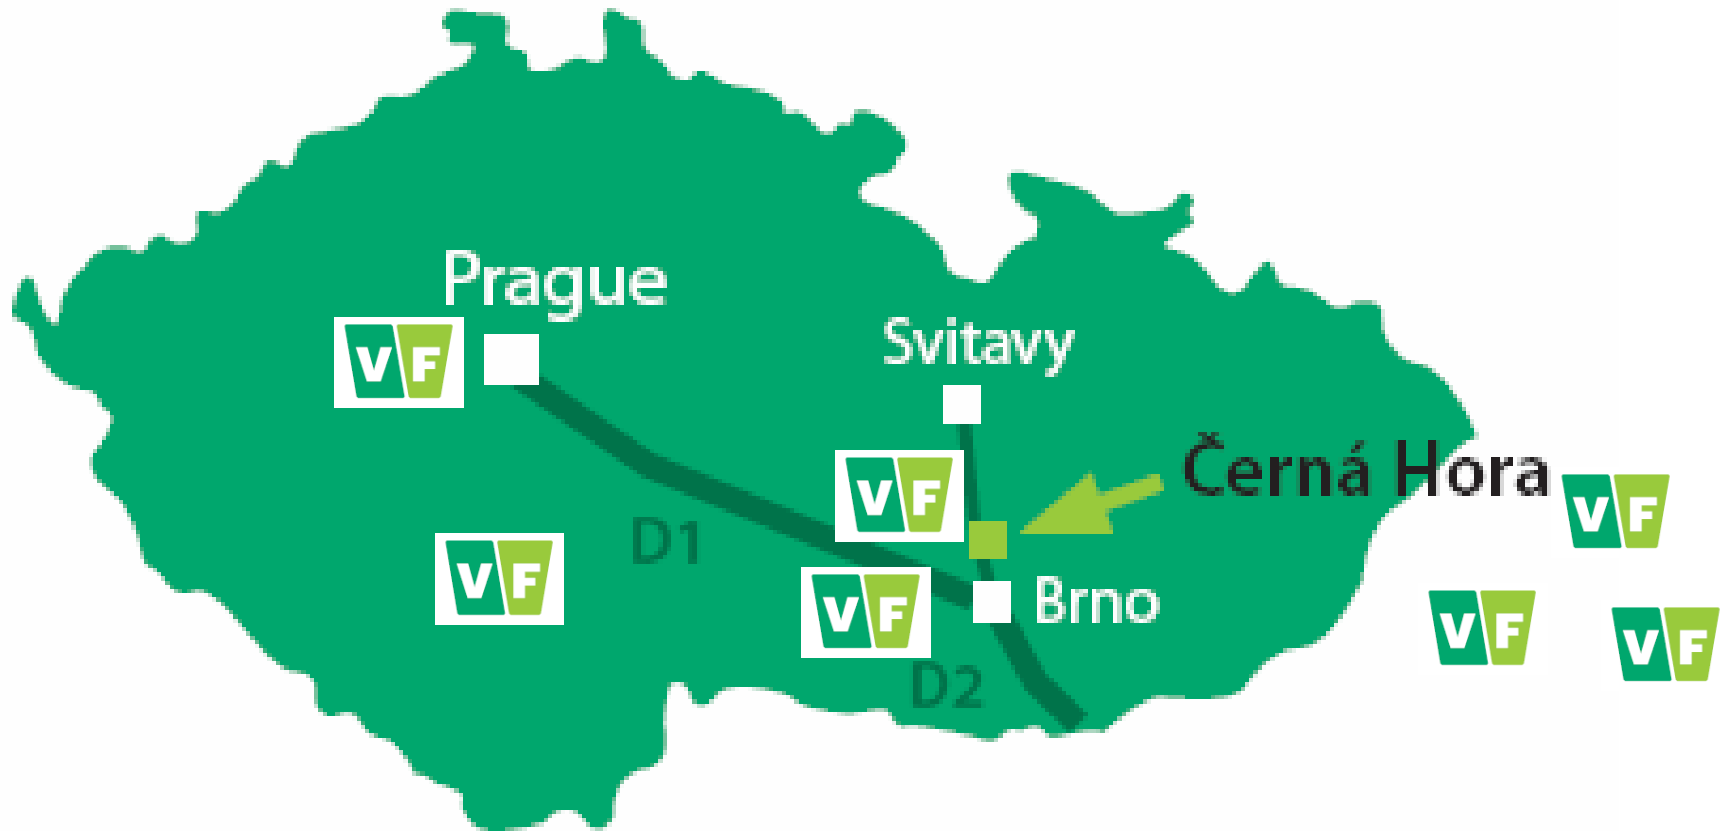 Prague
VF
Svitavy
Černá Hora
VF
VF
D1
VF
VF
Brno
VF
VF
D2